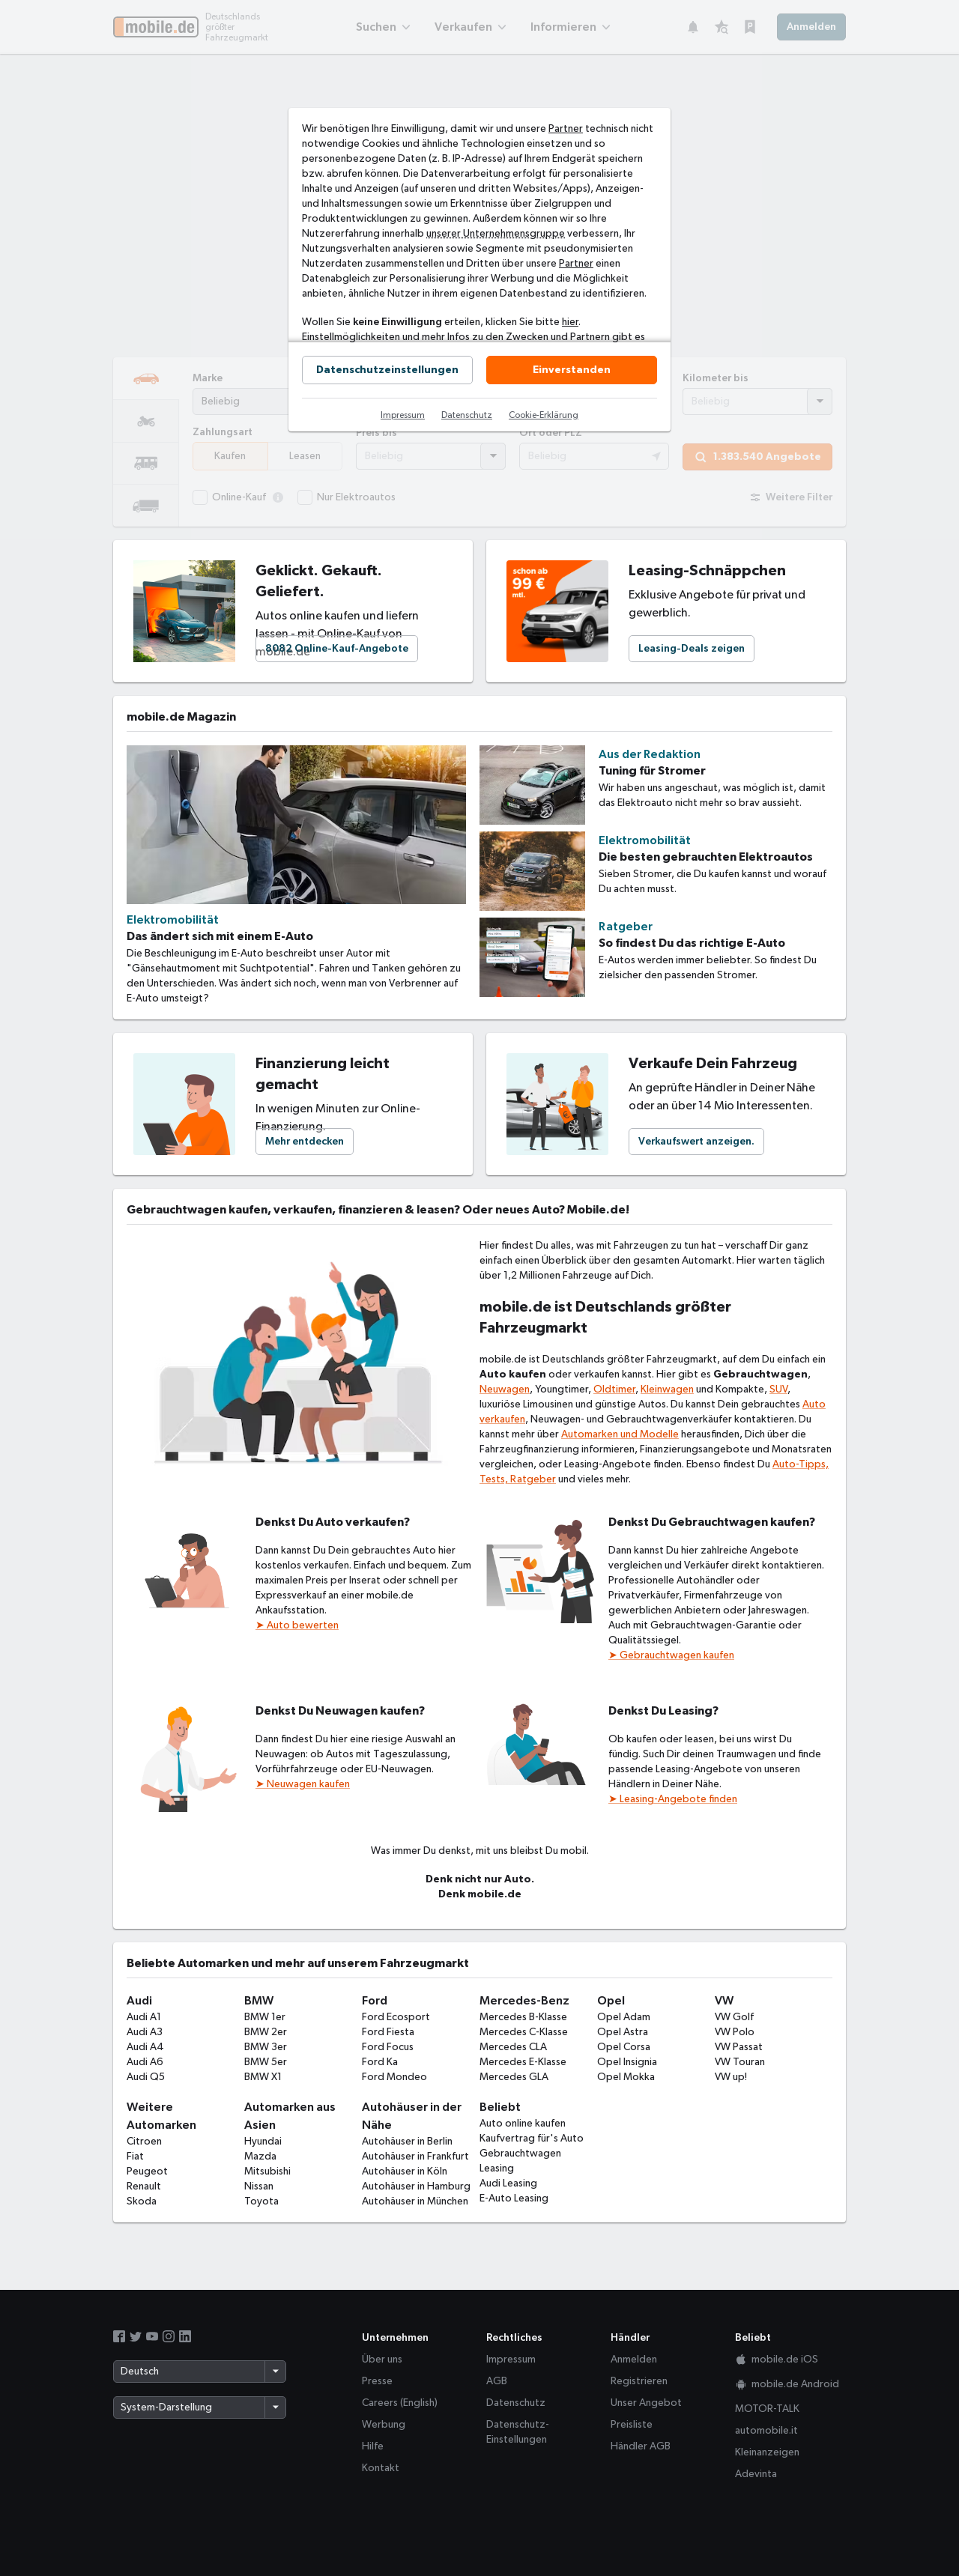 mobile.de
Deutschlands
größter
Fahrzeugmarkt
Suchen
Verkaufen
Informieren
Anmelden
Wir benötigen Ihre Einwilligung, damit wir und unsere Partner technisch nicht
notwendige Cookies und ähnliche Technologien einsetzen und so
personenbezogene Daten (z. B. IP-Adresse) auf Ihrem Endgerät speichern
bzw. abrufen können. Die Datenverarbeitung erfolgt für personalisierte
Inhalte und Anzeigen (auf unseren und dritten Websites/Apps), Anzeigen-
und Inhaltsmessungen sowie um Erkenntnisse über Zielgruppen und
Produktentwicklungen zu gewinnen. Außerdem können wir so Ihre
Nutzererfahrung innerhalb unserer Unternehmensgruppe verbessern, Ihr
Nutzungsverhalten analysieren sowie Segmente mit pseudonymisierten
Nutzerdaten zusammenstellen und Dritten über unsere Partner einen
Datenabgleich zur Personalisierung ihrer Werbung und die Möglichkeit
anbieten, ähnliche Nutzer in ihrem eigenen Datenbestand zu identifizieren.
Wollen Sie keine Einwilligung erteilen, klicken Sie bitte hier.
Einstellmöglichkeiten und mehr Infos zu den Zwecken und Partnern gibt es
Datenschutzeinstellungen
Einverstanden
Impressum
Datenschutz
Cookie-Erklärung
Marke
Kilometer bis
Beliebig
Beliebig
Zahlungsart
Preis bis
Ort oder PLZ
Kaufen
Leasen
Beliebig
Beliebig
1.383.540 Angebote
Online-Kauf
Nur Elektroautos
Weitere Filter
Geklickt. Gekauft.
Geliefert.
Autos online kaufen und liefern
lassen - mit Online-Kauf von
mobile.de
8082 Online-Kauf-Angebote
schon ab
99 €
mtl.
Leasing-Schnäppchen
Exklusive Angebote für privat und
gewerblich.
Leasing-Deals zeigen
mobile.de Magazin
Elektromobilität
Das ändert sich mit einem E-Auto
Die Beschleunigung im E-Auto beschreibt unser Autor mit
"Gänsehautmoment mit Suchtpotential". Fahren und Tanken gehören zu
den Unterschieden. Was ändert sich noch, wenn man von Verbrenner auf
E-Auto umsteigt?
Aus der Redaktion
Tuning für Stromer
Wir haben uns angeschaut, was möglich ist, damit
das Elektroauto nicht mehr so brav aussieht.
Elektromobilität
Die besten gebrauchten Elektroautos
Sieben Stromer, die Du kaufen kannst und worauf
Du achten musst.
Ratgeber
So findest Du das richtige E-Auto
E-Autos werden immer beliebter. So findest Du
zielsicher den passenden Stromer.
Finanzierung leicht
gemacht
In wenigen Minuten zur Online-
Finanzierung.
Mehr entdecken
Verkaufe Dein Fahrzeug
An geprüfte Händler in Deiner Nähe
oder an über 14 Mio Interessenten.
Verkaufswert anzeigen.
Gebrauchtwagen kaufen, verkaufen, finanzieren & leasen? Oder neues Auto? Mobile.de!
Hier findest Du alles, was mit Fahrzeugen zu tun hat – verschaff Dir ganz
einfach einen Überblick über den gesamten Automarkt. Hier warten täglich
über 1,2 Millionen Fahrzeuge auf Dich.
mobile.de ist Deutschlands größter
Fahrzeugmarkt
mobile.de ist Deutschlands größter Fahrzeugmarkt, auf dem Du einfach ein
Auto kaufen oder verkaufen kannst. Hier gibt es Gebrauchtwagen,
Neuwagen, Youngtimer, Oldtimer, Kleinwagen und Kompakte, SUV,
luxuriöse Limousinen und günstige Autos. Du kannst Dein gebrauchtes Auto
verkaufen, Neuwagen- und Gebrauchtwagenverkäufer kontaktieren. Du
kannst mehr über Automarken und Modelle herausfinden, Dich über die
Fahrzeugfinanzierung informieren, Finanzierungsangebote und Monatsraten
vergleichen, oder Leasing-Angebote finden. Ebenso findest Du Auto-Tipps,
Tests, Ratgeber und vieles mehr.
Denkst Du Auto verkaufen?
Dann kannst Du Dein gebrauchtes Auto hier
kostenlos verkaufen. Einfach und bequem. Zum
maximalen Preis per Inserat oder schnell per
Expressverkauf an einer mobile.de
Ankaufsstation.
➤ Auto bewerten
Denkst Du Gebrauchtwagen kaufen?
Dann kannst Du hier zahlreiche Angebote
vergleichen und Verkäufer direkt kontaktieren.
Professionelle Autohändler oder
Privatverkäufer, Firmenfahrzeuge von
gewerblichen Anbietern oder Jahreswagen.
Auch mit Gebrauchtwagen-Garantie oder
Qualitätssiegel.
➤ Gebrauchtwagen kaufen
Denkst Du Neuwagen kaufen?
Dann findest Du hier eine riesige Auswahl an
Neuwagen: ob Autos mit Tageszulassung,
Vorführfahrzeuge oder EU-Neuwagen.
➤ Neuwagen kaufen
Denkst Du Leasing?
Ob kaufen oder leasen, bei uns wirst Du
fündig. Such Dir deinen Traumwagen und finde
passende Leasing-Angebote von unseren
Händlern in Deiner Nähe.
➤ Leasing-Angebote finden
Was immer Du denkst, mit uns bleibst Du mobil.
Denk nicht nur Auto.
Denk mobile.de
Beliebte Automarken und mehr auf unserem Fahrzeugmarkt
Audi
Audi A1
Audi A3
Audi A4
Audi A6
Audi Q5
BMW
BMW 1er
BMW 2er
BMW 3er
BMW 5er
BMW X1
Ford
Ford Ecosport
Ford Fiesta
Ford Focus
Ford Ka
Ford Mondeo
Mercedes-Benz
Mercedes B-Klasse
Mercedes C-Klasse
Mercedes CLA
Mercedes E-Klasse
Mercedes GLA
Opel
Opel Adam
Opel Astra
Opel Corsa
Opel Insignia
Opel Mokka
VW
VW Golf
VW Polo
VW Passat
VW Touran
VW up!
Weitere
Automarken
Citroen
Fiat
Peugeot
Renault
Skoda
Automarken aus
Asien
Hyundai
Mazda
Mitsubishi
Nissan
Toyota
Autohäuser in der
Nähe
Autohäuser in Berlin
Autohäuser in Frankfurt
Autohäuser in Köln
Autohäuser in Hamburg
Autohäuser in München
Beliebt
Auto online kaufen
Kaufvertrag für's Auto
Gebrauchtwagen
Leasing
Audi Leasing
E-Auto Leasing
Deutsch
System-Darstellung
Unternehmen
Über uns
Presse
Careers (English)
Werbung
Hilfe
Kontakt
Rechtliches
Impressum
AGB
Datenschutz
Datenschutz-
Einstellungen
Händler
Anmelden
Registrieren
Unser Angebot
Preisliste
Händler AGB
Beliebt
mobile.de iOS
mobile.de Android
MOTOR-TALK
automobile.it
Kleinanzeigen
Adevinta